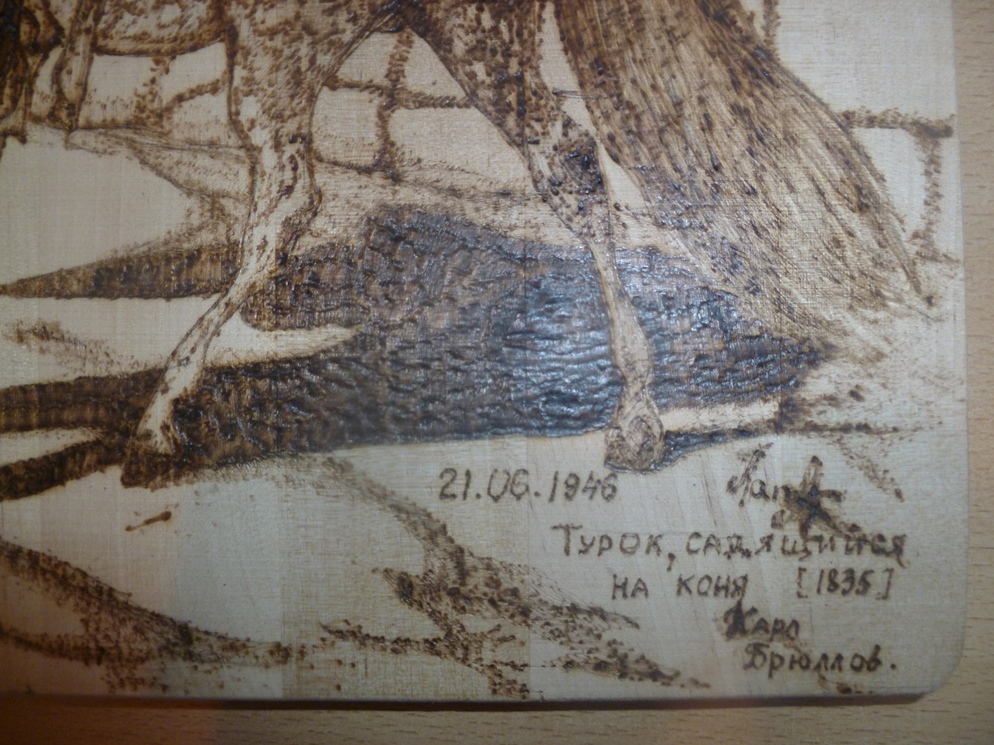 21.06.1946
Турок, садящийся
на коня [1835]
Карл
Брюллов.